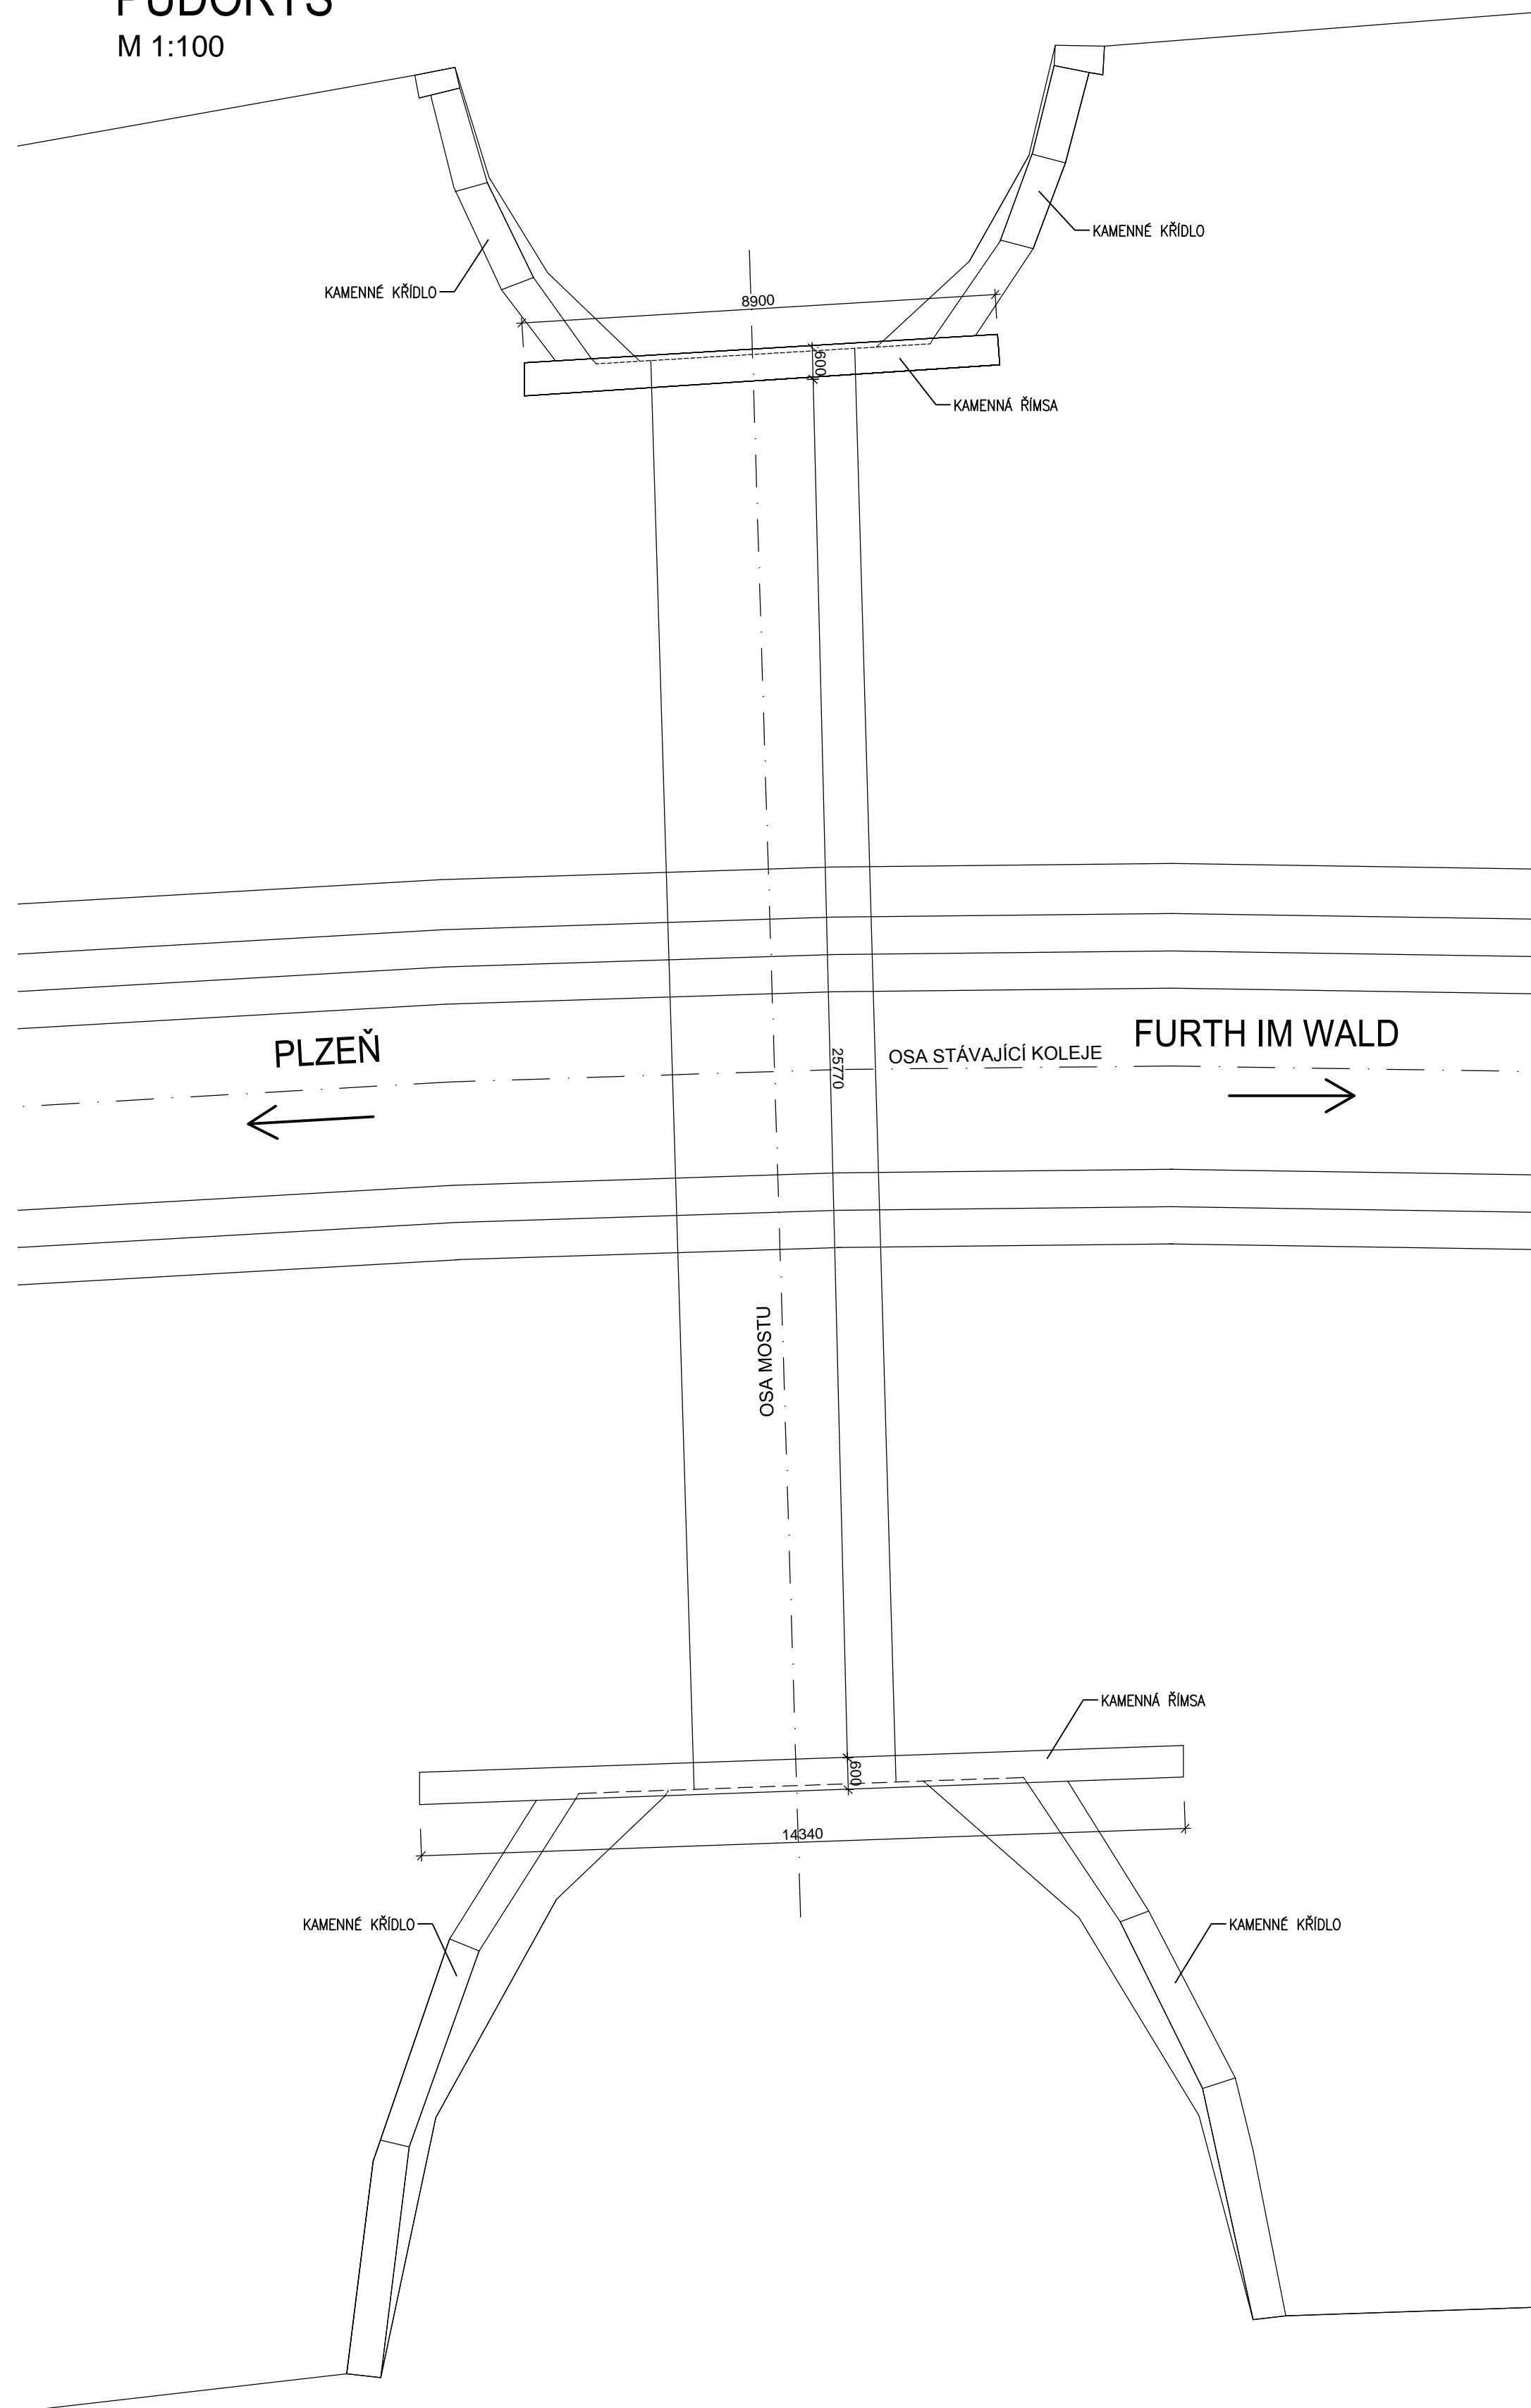 PŮDORYS
M 1:100
KAMENNÉ KŘÍDLO
KAMENNÉ KŘÍDLO
8900
600
KAMENNÁ ŘÍMSA
PLZEŇ
25770
OSA STÁVAJÍCÍ KOLEJE
FURTH IM WALD
OSA MOSTU
KAMENNÁ ŘÍMSA
600
14340
KAMENNÉ KŘÍDLO
KAMENNÉ KŘÍDLO